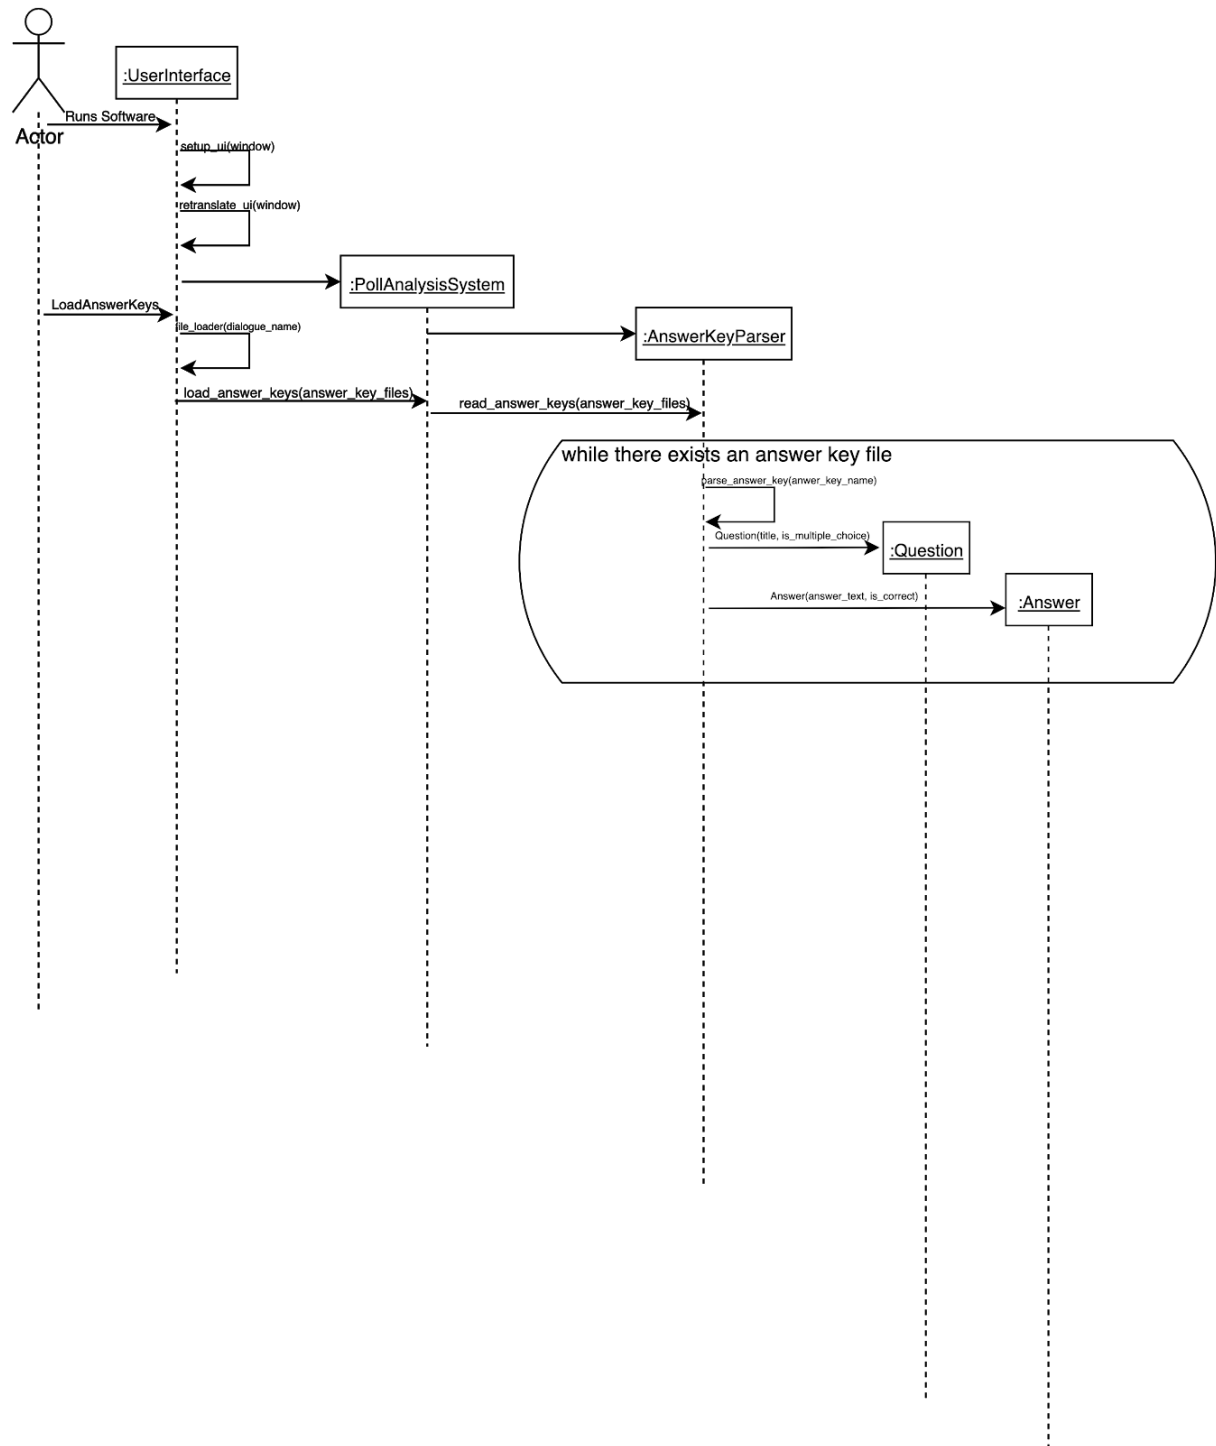 :UserInterface
Runs Software
Actor
setup_ui(window)
retranslate_ui(window)
:PollAnalysisSystem
LoadAnswerKeys
file_loader(dialogue_name)
:AnswerKeyParser
load_answer_keys(answer_key_files)
read_answer_keys(answer_key_files)
while there exists an answer key file
parse_answer_key(anwer_key_name)
Question(title, is_multiple_choice)
:Question
Answer(answer_text, is_correct)
:Answer